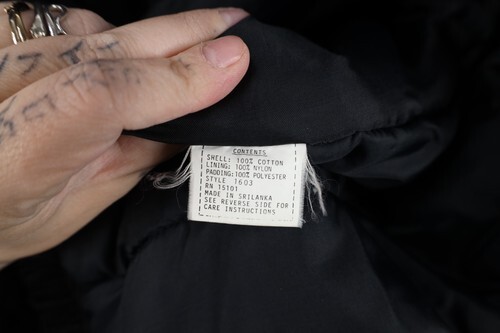 CONTENTS
SHELL: 100% COTTON
LINING: 100% NYLON
PADDING:100% POLYESTER
STYLE 1603
RN 15101
MADE IN SRILANKA
SEE REVERSE SIDE FOR
CARE INSTRUCTIONS